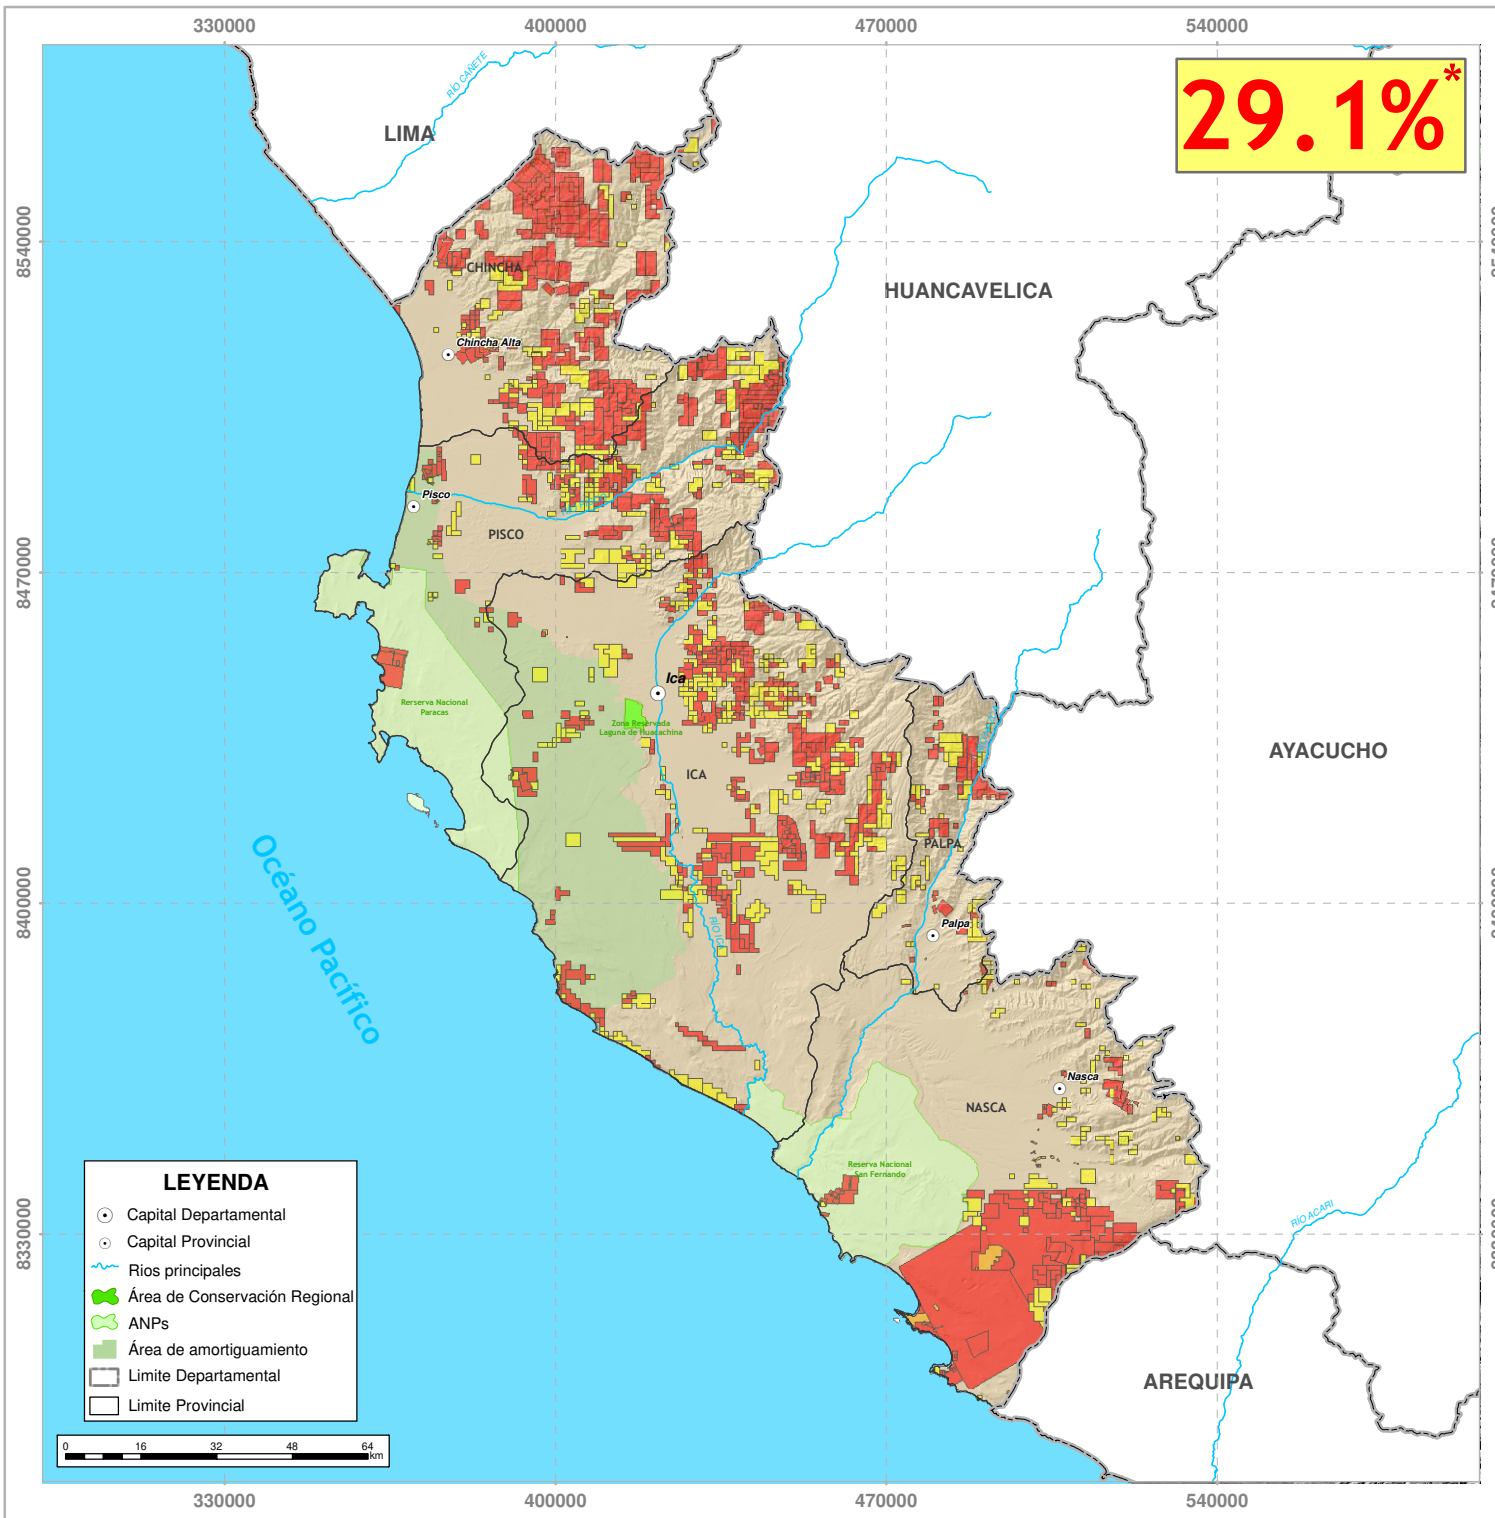 330000
400000
470000
540000
29.1%*
RÍO CAÑETE
LIMA
8540000
CHINCHA
HUANCAVELICA
Chincha Alta
Pisco
PISCO
8470000
Ica
Rerserva Nacional
Paracas
Zona Reservada
Laguna de Huacachina
ICA
AYACUCHO
PALPA
Océano Pacífico
8400000
Palpa
RÍO ICA
Nasca
NASCA
Reserva Nacional
San Fernando
8330000
RÍO ACARI
AREQUIPA
LEYENDA
Capital Departamental
Capital Provincial
Rios principales
Área de Conservación Regional
ANPs
Área de amortiguamiento
Limite Departamental
Limite Provincial
0 16 32 48 64
km
330000
400000
470000
540000